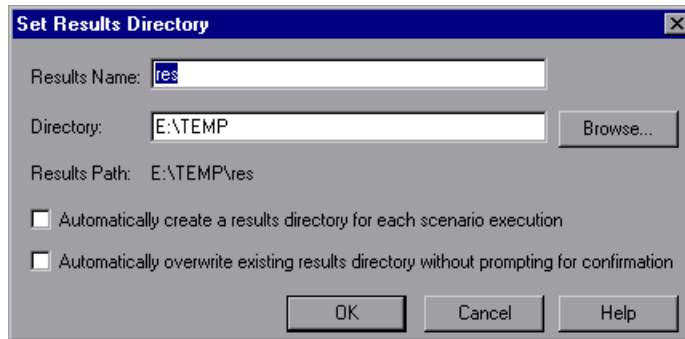 Set Results Directory
Results Name: res
Directory: E:\TEMP Browse...
Results Path: E:\TEMP\res
Automatically create a results directory for each scenario execution
Automatically overwrite existing results directory without prompting for confirmation
OK Cancel Help